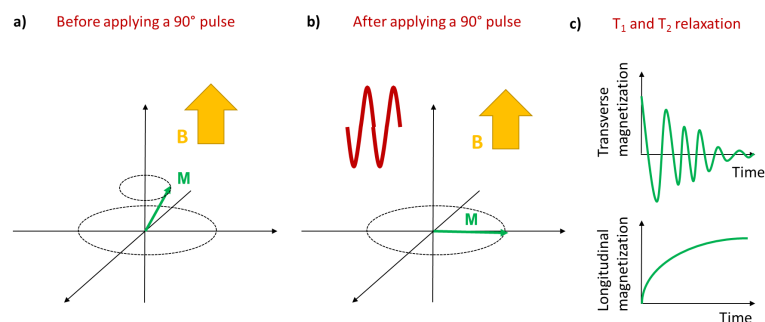 a) Before applying a 90° pulse
b) After applying a 90° pulse
c) T₁ and T₂ relaxation
B
M
B
M
Transverse
magnetization
Time
Longitudinal
magnetization
Time